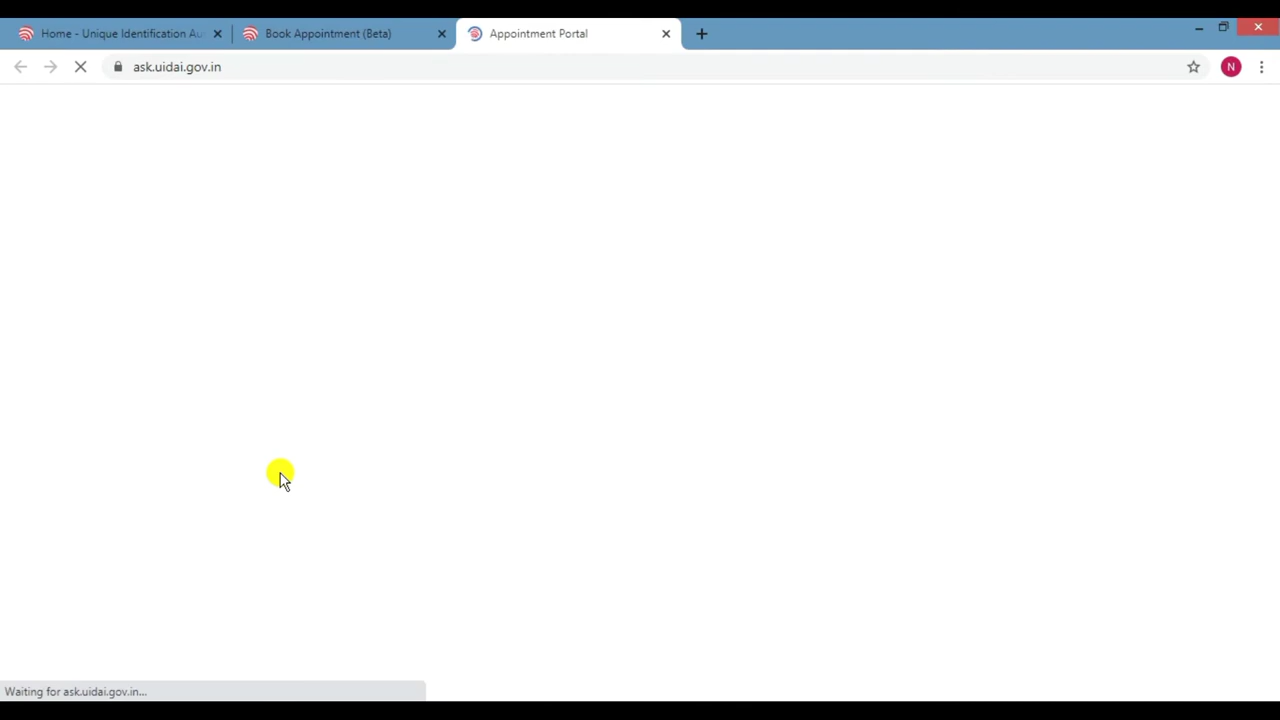 Home - Unique Identification Au
Book Appointment (Beta)
Appointment Portal
ask.uidai.gov.in
N
Waiting for ask.uidai.gov.in...